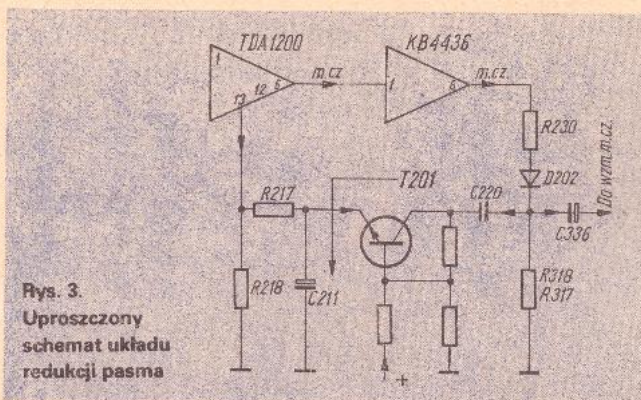 TDA1200
KB4436
1
13
12
6
m.cz.
1
6
m.cz.
R230
D202
Do wzm.m.cz.
R217
T201
C220
C336
R218
C211
R318
R317
+
Rys. 3.
Uproszczony
schemat układu
redukcji pasma